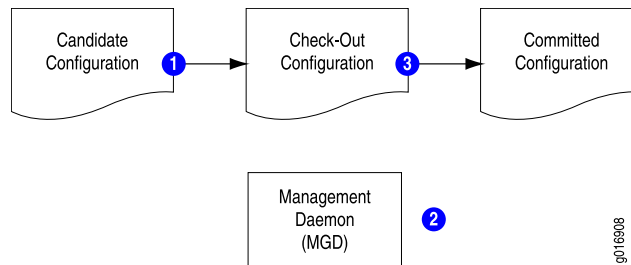 Candidate
Configuration
1
Check-Out
Configuration
3
Committed
Configuration
Management
Daemon
(MGD)
2
g016908